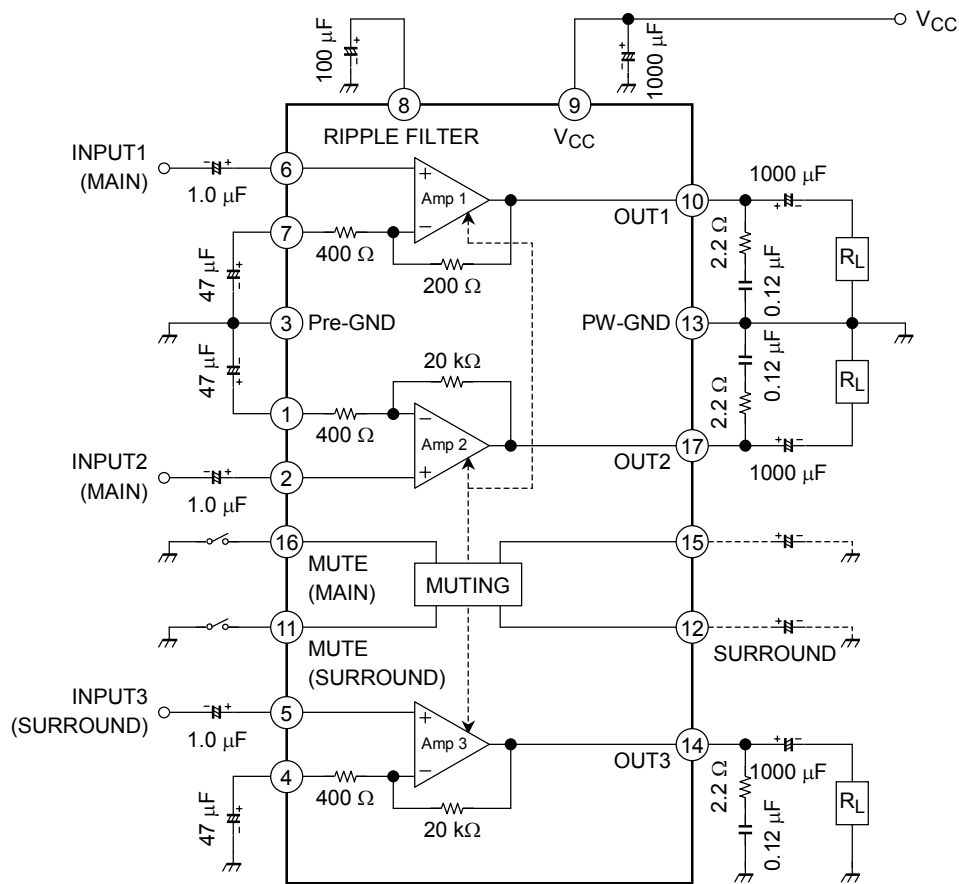 V_CC
100 μF
1000 μF
8
9
RIPPLE FILTER
V_CC
INPUT1
(MAIN)
1.0 μF
6
+
Amp 1
−
1000 μF
OUT1
10
7
400 Ω
200 Ω
2.2 Ω
0.12 μF
R_L
47 μF
3
Pre-GND
PW-GND
13
47 μF
20 kΩ
0.12 μF
2.2 Ω
R_L
1
400 Ω
−
Amp 2
+
OUT2
17
1000 μF
INPUT2
(MAIN)
1.0 μF
2
16
MUTE
(MAIN)
MUTING
15
11
MUTE
(SURROUND)
12
SURROUND
INPUT3
(SURROUND)
1.0 μF
5
+
Amp 3
−
OUT3
14
1000 μF
4
400 Ω
20 kΩ
47 μF
2.2 Ω
0.12 μF
R_L